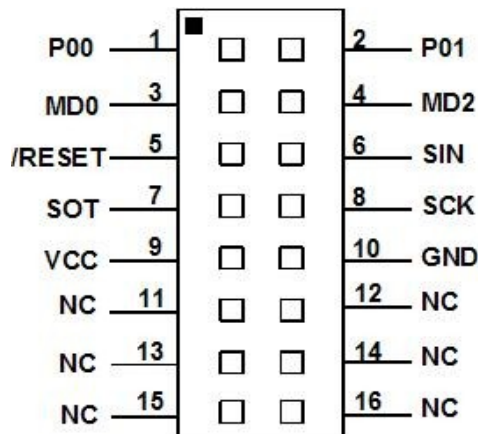 P00 1 2 P01
MD0 3 4 MD2
/RESET 5 6 SIN
SOT 7 8 SCK
VCC 9 10 GND
NC 11 12 NC
NC 13 14 NC
NC 15 16 NC